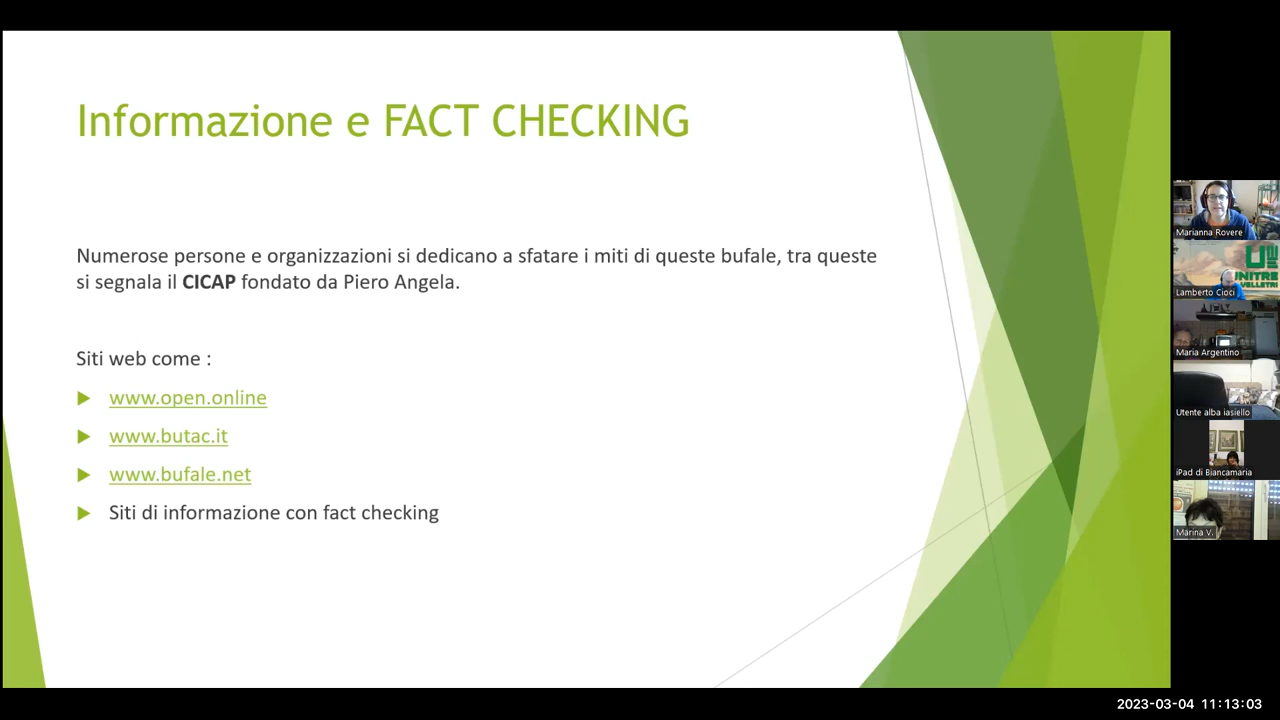 Informazione e FACT CHECKING
Numerose persone e organizzazioni si dedicano a sfatare i miti di queste bufale, tra queste
si segnala il CICAP fondato da Piero Angela.
Siti web come :
www.open.online
www.butac.it
www.bufale.net
Siti di informazione con fact checking
Marianna Rovere
UNITRE
VELLETRI
Lamberto Cioci
Maria Argentino
Utente alba iasiello
iPad di Biancamaria
Marina V.
2023-03-04 11:13:03